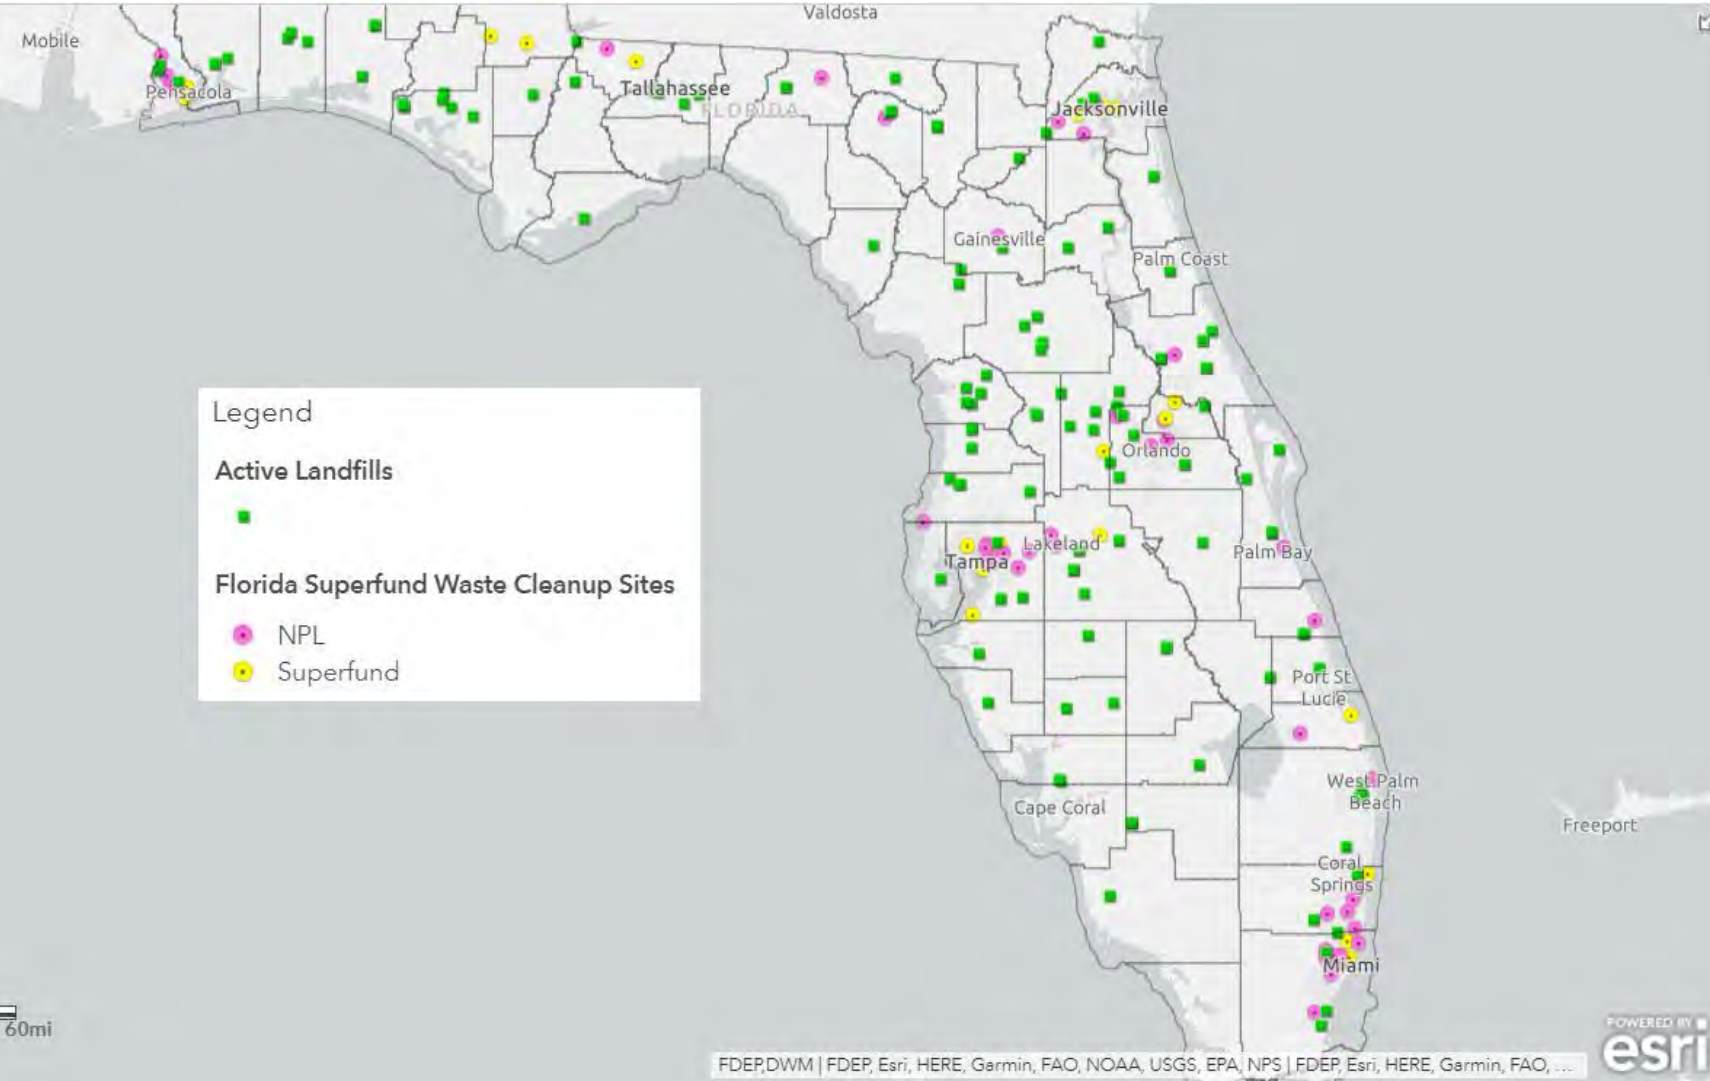 Valdosta
Mobile
Tallahassee
Pensacola
FLORIDA
Jacksonville
Gainesville
Palm Coast
Legend
Active Landfills
Orlando
Lakeland
Palm Bay
Tampa
Florida Superfund Waste Cleanup Sites
NPL
Superfund
Port St
Lucie
West Palm
Beach
Cape Coral
Freeport
Coral
Springs
Miami
60mi
POWERED BY
esri
FDEP,DWM | FDEP, Esri, HERE, Garmin, FAO, NOAA, USGS, EPA, NPS | FDEP, Esri, HERE, Garmin, FAO, ...